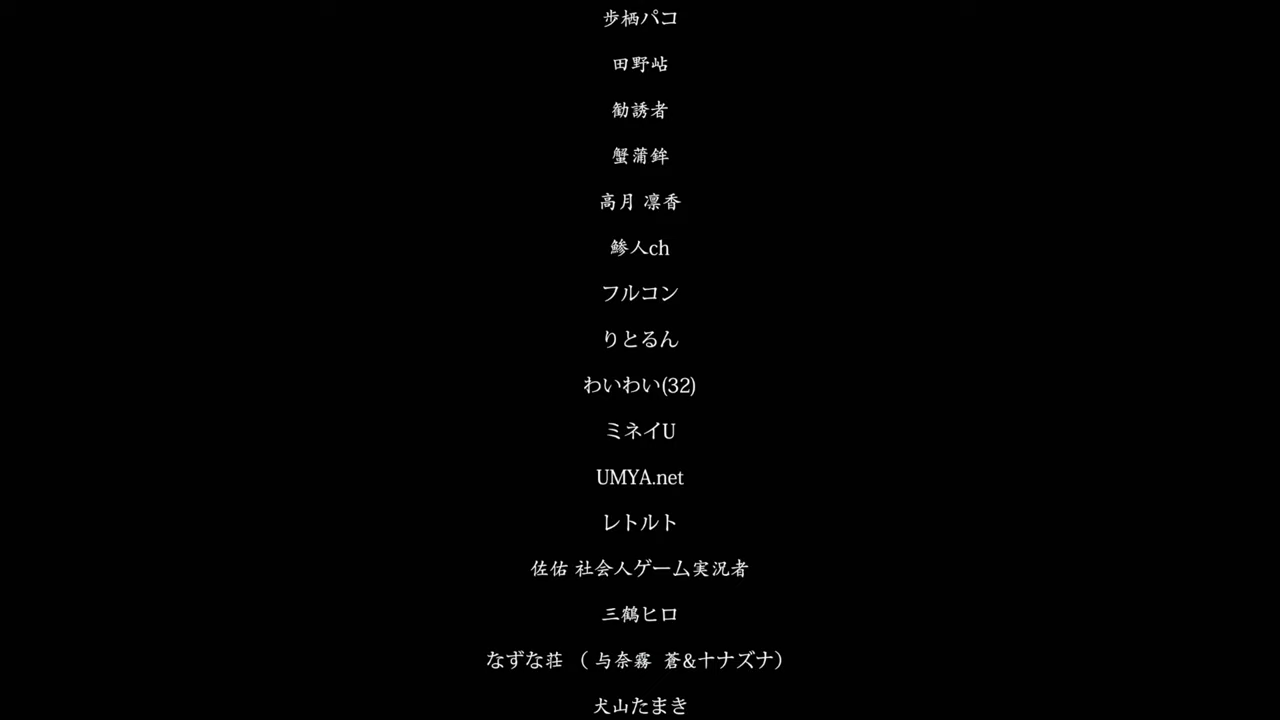 歩栖パコ
田野岾
勧誘者
蟹蒲鉾
高月 凛香
鯵人ch
フルコン
りとるん
わいわい(32)
ミネイU
UMYA.net
レトルト
佐佑 社会人ゲーム実況者
三鶴ヒロ
なずな荘 （ 与奈霧 蒼&ナナズナ）
犬山たまき